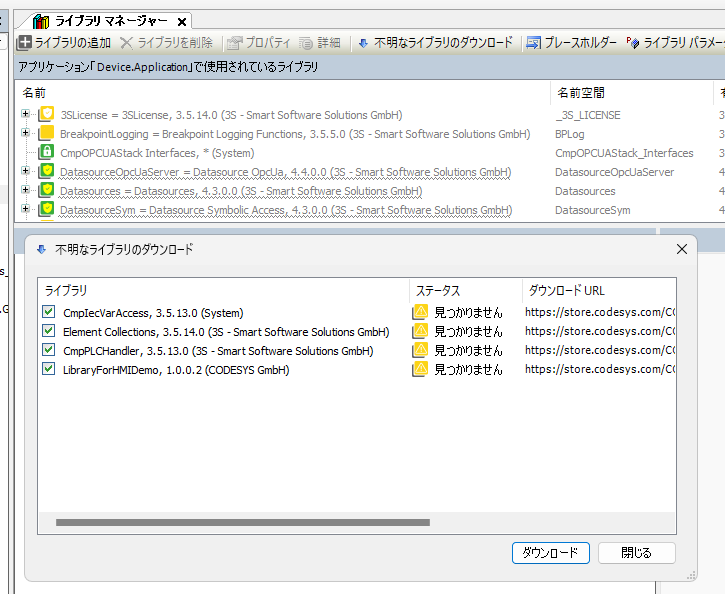 ライブラリ マネージャー
ライブラリの追加 ライブラリを削除 プロパティ 詳細 不明なライブラリのダウンロード プレースホルダー ライブラリ パラメー
アプリケーション「Device.Application」で使用されているライブラリ
名前 名前空間
3SLicense = 3SLicense, 3.5.14.0 (3S - Smart Software Solutions GmbH) _3S_LICENSE 3
BreakpointLogging = Breakpoint Logging Functions, 3.5.5.0 (3S - Smart Software Solutions GmbH) BPLog 3
CmpOPCUAStack Interfaces, * (System) CmpOPCUAStack_Interfaces 3
DatasourceOpcUaServer = Datasource OpcUa, 4.4.0.0 (3S - Smart Software Solutions GmbH) DatasourceOpcUaServer 4
Datasources = Datasources, 4.3.0.0 (3S - Smart Software Solutions GmbH) Datasources 4
DatasourceSym = Datasource Symbolic Access, 4.3.0.0 (3S - Smart Software Solutions GmbH) DatasourceSym 4
不明なライブラリのダウンロード
ライブラリ ステータス ダウンロード URL
CmpIecVarAccess, 3.5.13.0 (System) 見つかりません https://store.codesys.com/CO
Element Collections, 3.5.14.0 (3S - Smart Software Solutions GmbH) 見つかりません https://store.codesys.com/CO
CmpPLCHandler, 3.5.13.0 (3S - Smart Software Solutions GmbH) 見つかりません https://store.codesys.com/CO
LibraryForHMIDemo, 1.0.0.2 (CODESYS GmbH) 見つかりません https://store.codesys.com/CO
ダウンロード 閉じる